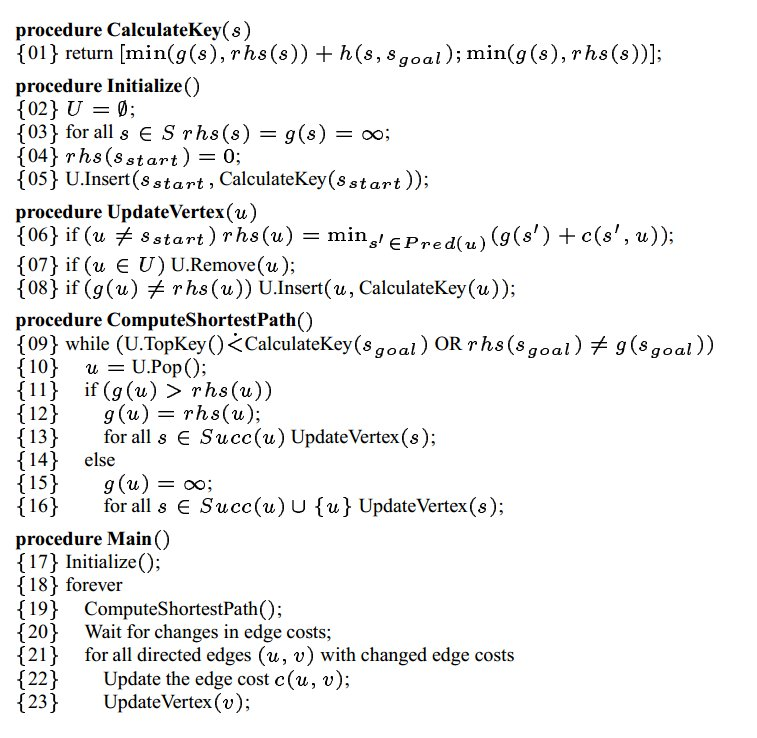 procedure CalculateKey(s)
{01} return [min(g(s), rhs(s)) + h(s, s_goal); min(g(s), rhs(s))];
procedure Initialize()
{02} U = ∅;
{03} for all s ∈ S rhs(s) = g(s) = ∞;
{04} rhs(s_start) = 0;
{05} U.Insert(s_start, CalculateKey(s_start));
procedure UpdateVertex(u)
{06} if (u ≠ s_start) rhs(u) = min_{s' ∈ Pred(u)} (g(s') + c(s', u));
{07} if (u ∈ U) U.Remove(u);
{08} if (g(u) ≠ rhs(u)) U.Insert(u, CalculateKey(u));
procedure ComputeShortestPath()
{09} while (U.TopKey() ⋖ CalculateKey(s_goal) OR rhs(s_goal) ≠ g(s_goal))
{10} u = U.Pop();
{11} if (g(u) > rhs(u))
{12} g(u) = rhs(u);
{13} for all s ∈ Succ(u) UpdateVertex(s);
{14} else
{15} g(u) = ∞;
{16} for all s ∈ Succ(u) ∪ {u} UpdateVertex(s);
procedure Main()
{17} Initialize();
{18} forever
{19} ComputeShortestPath();
{20} Wait for changes in edge costs;
{21} for all directed edges (u, v) with changed edge costs
{22} Update the edge cost c(u, v);
{23} UpdateVertex(v);